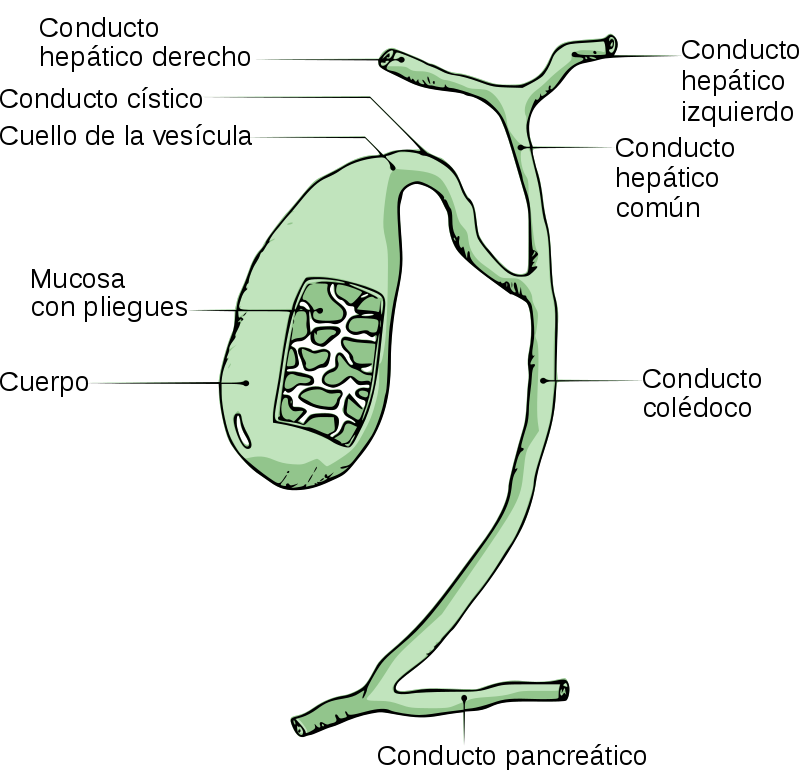 Conducto
hepático derecho
Conducto cístico
Cuello de la vesícula
Mucosa
con pliegues
Cuerpo
Conducto
hepático
izquierdo
Conducto
hepático
común
Conducto
colédoco
Conducto pancreático